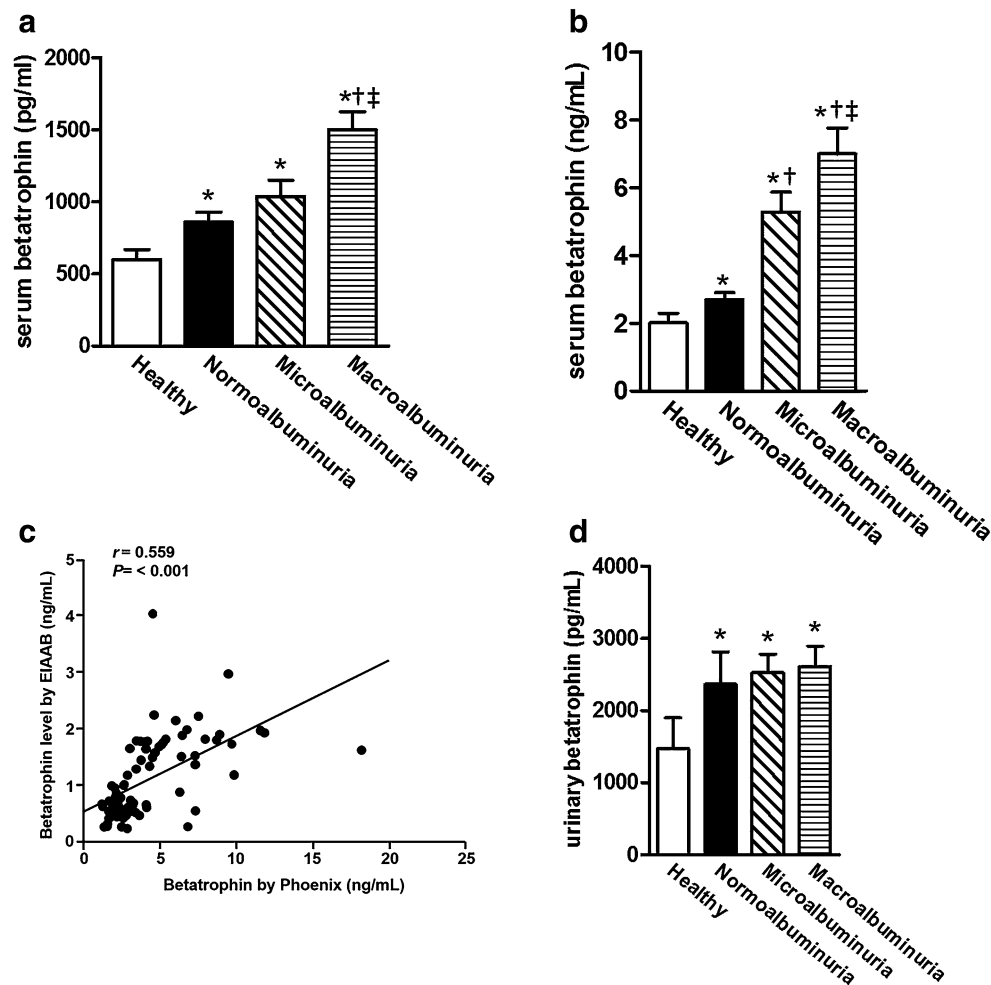 a
serum betatrophin (pg/ml)
2000
1500
1000
500
0
*
*
*†‡
Healthy
Normoalbuminuria
Microalbuminuria
Macroalbuminuria
b
serum betatrophin (ng/mL)
10
8
6
4
2
0
*
*†
*†‡
Healthy
Normoalbuminuria
Microalbuminuria
Macroalbuminuria
c
r= 0.559
P= < 0.001
Betatrophin level by EIAAB (ng/mL)
5
4
3
2
1
0
0 5 10 15 20 25
Betatrophin by Phoenix (ng/mL)
d
urinary betatrophin (pg/mL)
4000
3000
2000
1000
0
* * *
Healthy
Normoalbuminuria
Microalbuminuria
Macroalbuminuria